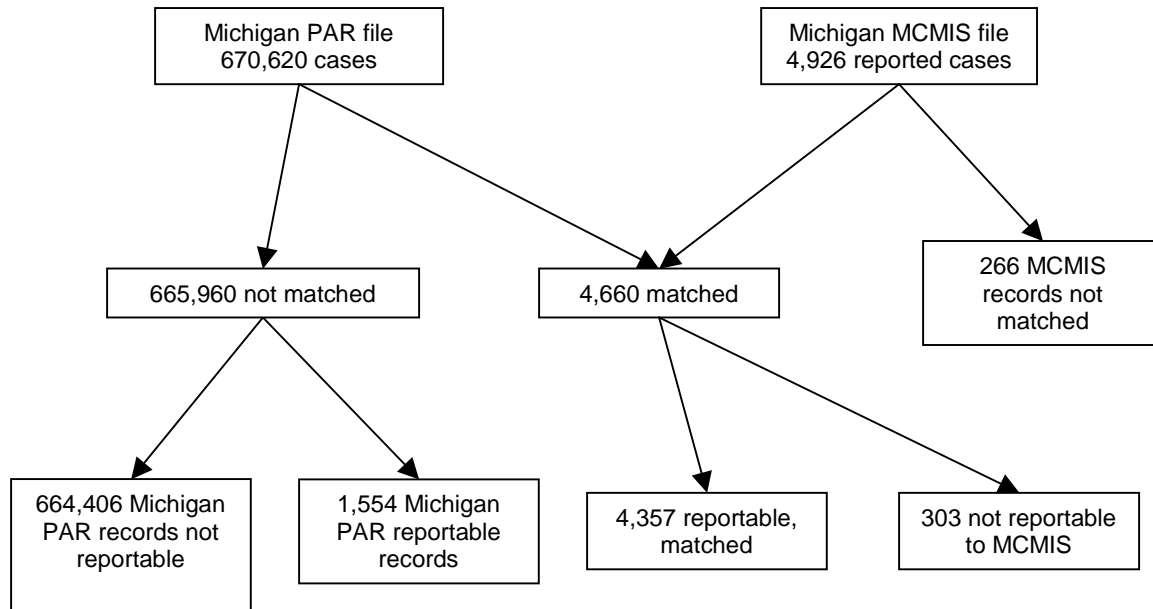 Michigan PAR file
670,620 cases
Michigan MCMIS file
4,926 reported cases
665,960 not matched
4,660 matched
266 MCMIS
records not
matched
664,406 Michigan
PAR records not
reportable
1,554 Michigan
PAR reportable
records
4,357 reportable,
matched
303 not reportable
to MCMIS